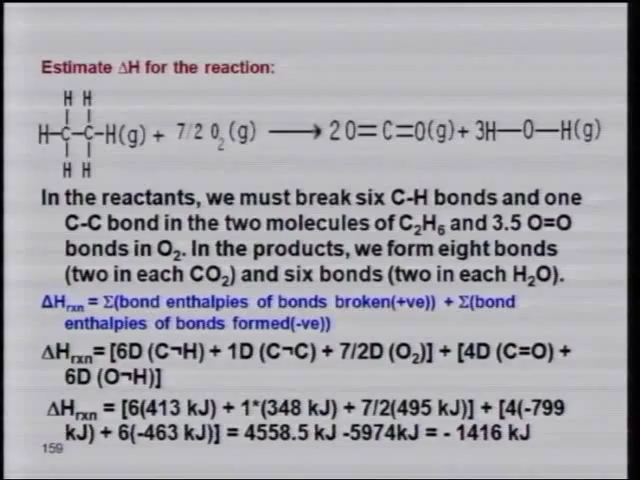 Estimate ΔH for the reaction:
H H
H-C-C-H(g) + 7/2 O₂(g) ⟶ 2O=C=O(g)+ 3H—O—H(g)
H H
In the reactants, we must break six C-H bonds and one
C-C bond in the two molecules of C₂H₆ and 3.5 O=O
bonds in O₂. In the products, we form eight bonds
(two in each CO₂) and six bonds (two in each H₂O).
ΔHrxn = Σ(bond enthalpies of bonds broken(+ve)) + Σ(bond
enthalpies of bonds formed(-ve))
ΔHrxn= [6D (C¬H) + 1D (C¬C) + 7/2D (O₂)] + [4D (C=O) +
6D (O¬H)]
ΔHrxn = [6(413 kJ) + 1*(348 kJ) + 7/2(495 kJ)] + [4(-799
kJ) + 6(-463 kJ)] = 4558.5 kJ -5974kJ = - 1416 kJ
159